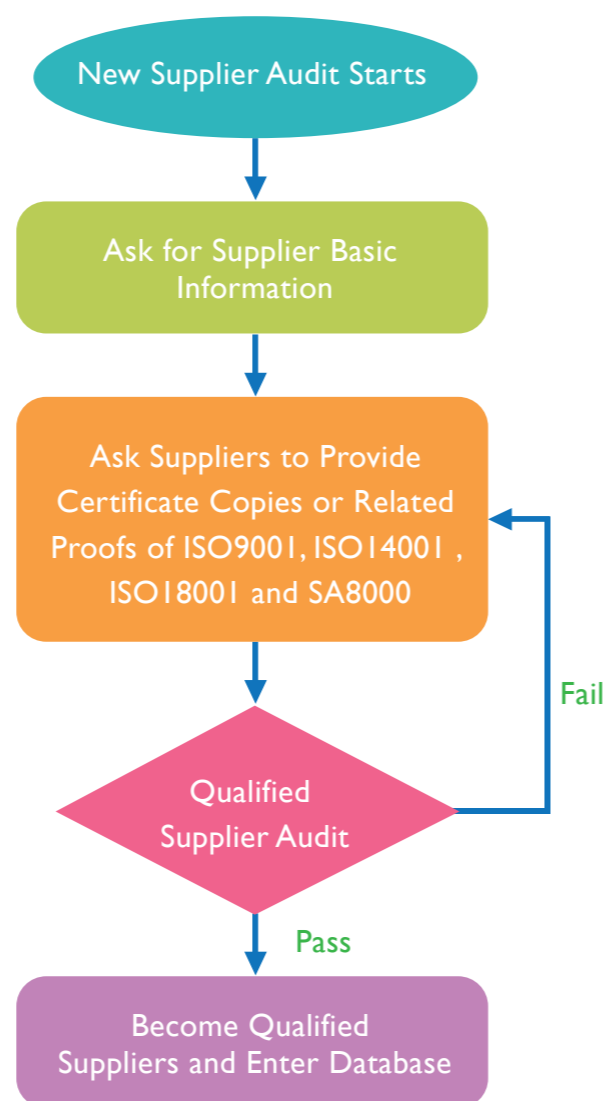 New Supplier Audit Starts
Ask for Supplier Basic
Information
Ask Suppliers to Provide
Certificate Copies or Related
Proofs of ISO9001, ISO14001 ,
ISO18001 and SA8000
Fail
Qualified
Supplier Audit
Pass
Become Qualified
Suppliers and Enter Database